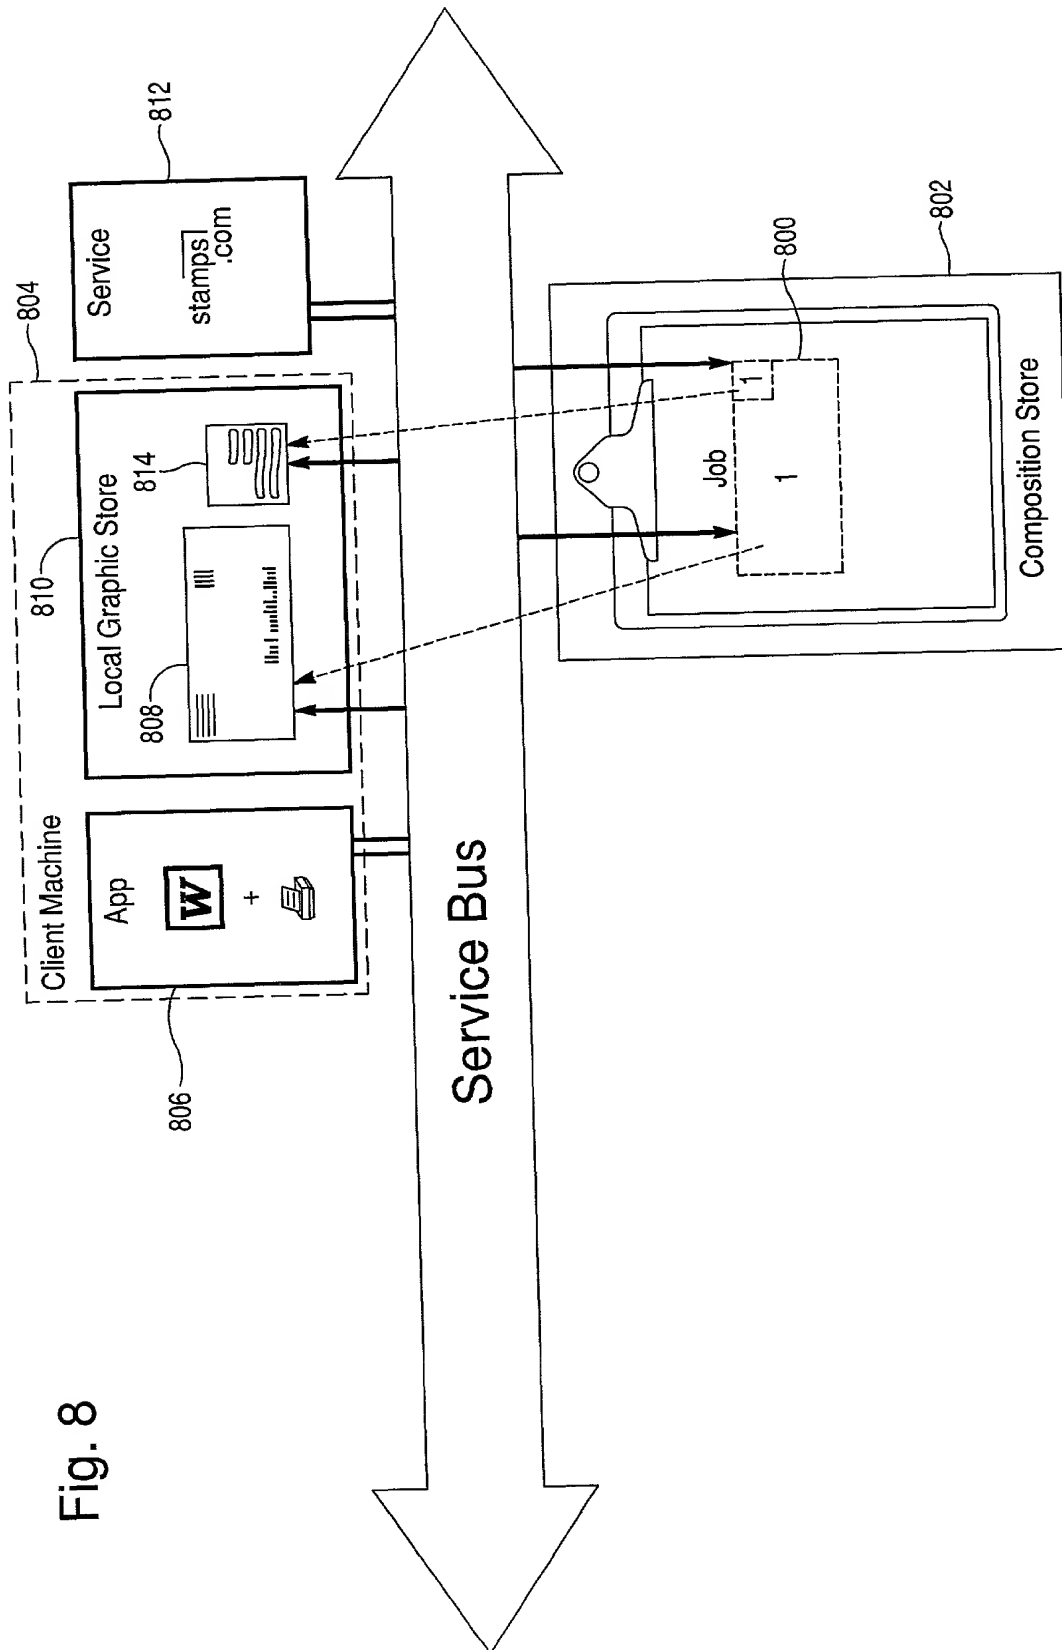 Fig. 8
Client Machine
804
App
W
+
806
810
Local Graphic Store
808
814
Service
stamps
.com
812
Service Bus
Job
1
1
800
Composition Store
802